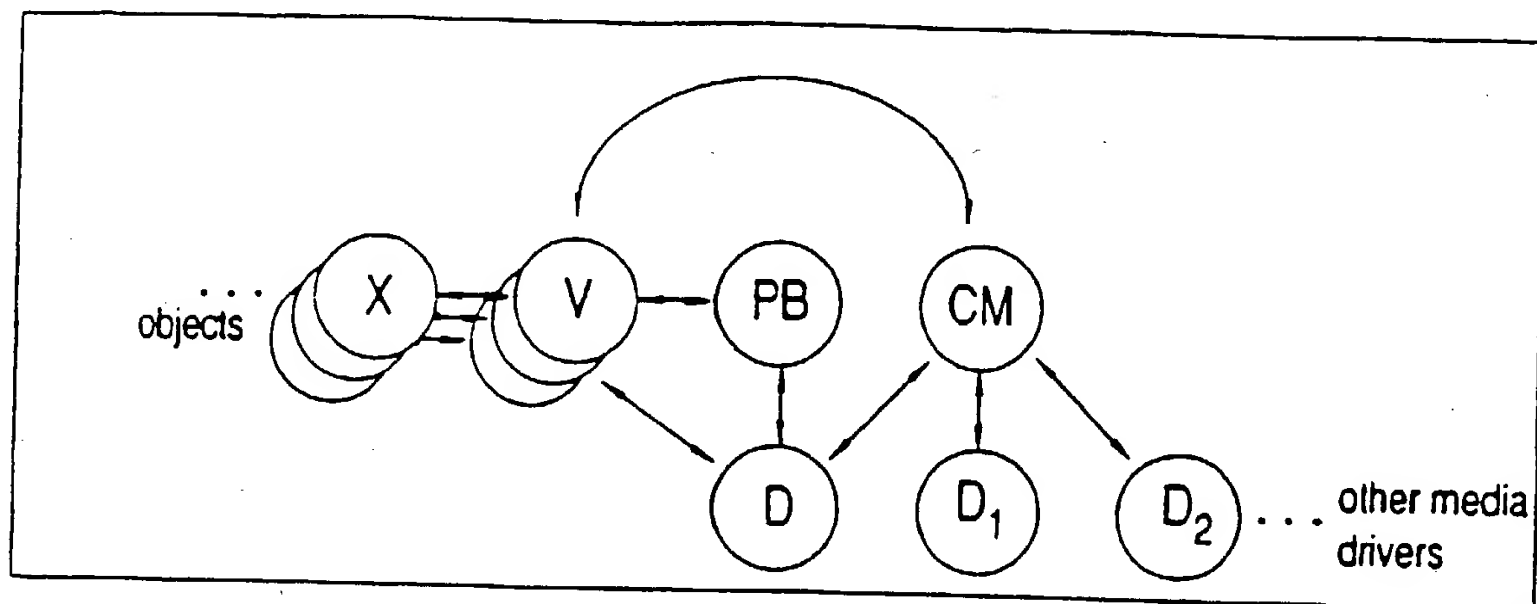 X
V
PB
CM
. . .
objects
D
D₁
D₂
. . . other media
drivers